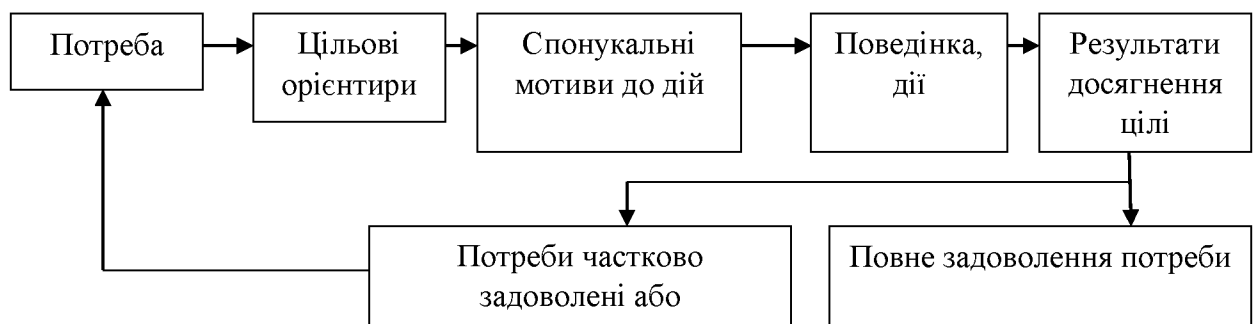 Потреба
Цільові
орієнтири
Спонукальні
мотиви до дій
Поведінка,
дії
Результати
досягнення
цілі
Потреби частково
задоволені або
Повне задоволення потреби